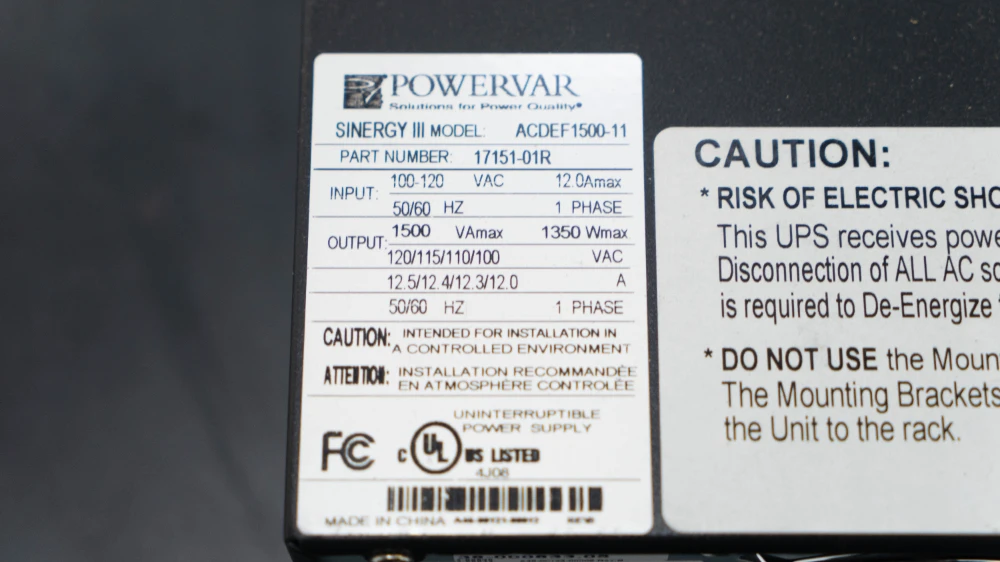 POWERVAR
Solutions for Power Quality®
SINERGY III MODEL: ACDEF1500-11
PART NUMBER: 17151-01R
INPUT: 100-120 VAC 12.0Amax
50/60 HZ 1 PHASE
OUTPUT: 1500 VAmax 1350 Wmax
120/115/110/100 VAC
12.5/12.4/12.3/12.0 A
50/60 HZ 1 PHASE
CAUTION: INTENDED FOR INSTALLATION IN
A CONTROLLED ENVIRONMENT
ATTENTION: INSTALLATION RECOMMANDÉE
EN ATMOSPHÈRE CONTROLÉE
UNINTERRUPTIBLE
POWER SUPPLY
FC C UL US LISTED
4J08
MADE IN CHINA
CAUTION:
* RISK OF ELECTRIC SHO
This UPS receives powe
Disconnection of ALL AC so
is required to De-Energize
* DO NOT USE the Moun
The Mounting Brackets
the Unit to the rack.